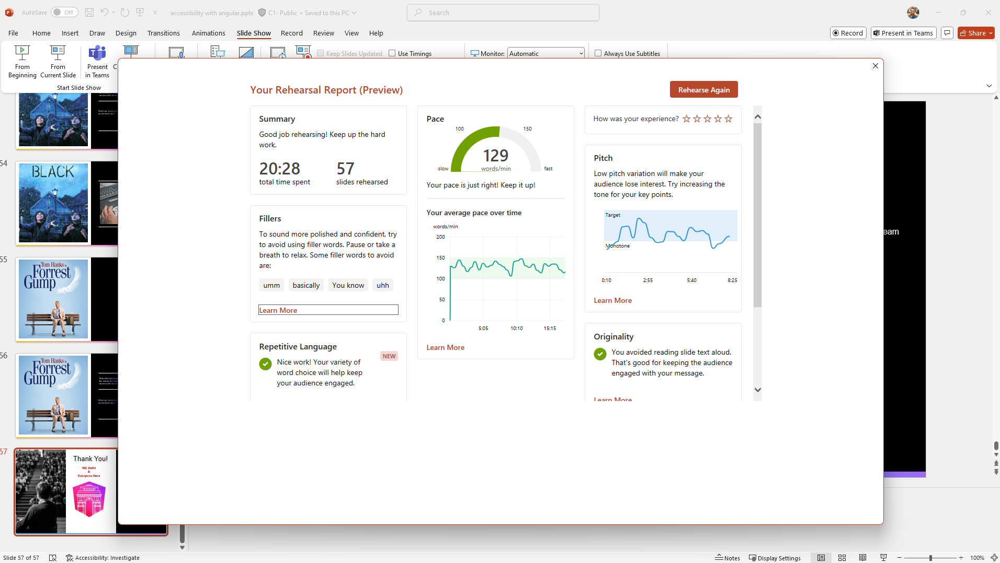 AutoSave Off accessibility with angular.pptx C1- Public • Saved to this PC Search
File Home Insert Draw Design Transitions Animations Slide Show Record Review View Help Record Present in Teams Share
From Beginning
From Current Slide
Present in Teams
Keep Slides Updated Use Timings Monitor: Automatic Always Use Subtitles
Start Slide Show
54
BLACK
55
Tom Hanks is
Forrest
Gump
56
Tom Hanks is
Forrest
Gump
57
Thank You!
NG Delhi
&
Everyone Here
Your Rehearsal Report (Preview)
Rehearse Again
Summary
Good job rehearsing! Keep up the hard
work.
20:28 57
total time spent slides rehearsed
Fillers
To sound more polished and confident, try
to avoid using filler words. Pause or take a
breath to relax. Some filler words to avoid
are:
umm basically You know uhh
Learn More
Repetitive Language
NEW
Nice work! Your variety of
word choice will help keep
your audience engaged.
Pace
100 150
129
slow words/min fast
Your pace is just right! Keep it up!
Your average pace over time
words/min
200
150
100
50
0
5:05 10:10 15:15
Learn More
How was your experience?
Pitch
Low pitch variation will make your
audience lose interest. Try increasing the
tone for your key points.
Target
Monotone
0:10 2:55 5:40 8:25
Learn More
Originality
You avoided reading slide text aloud.
That's good for keeping the audience
engaged with your message.
Learn More
eam
Slide 57 of 57 Accessibility: Investigate Notes Display Settings 100%